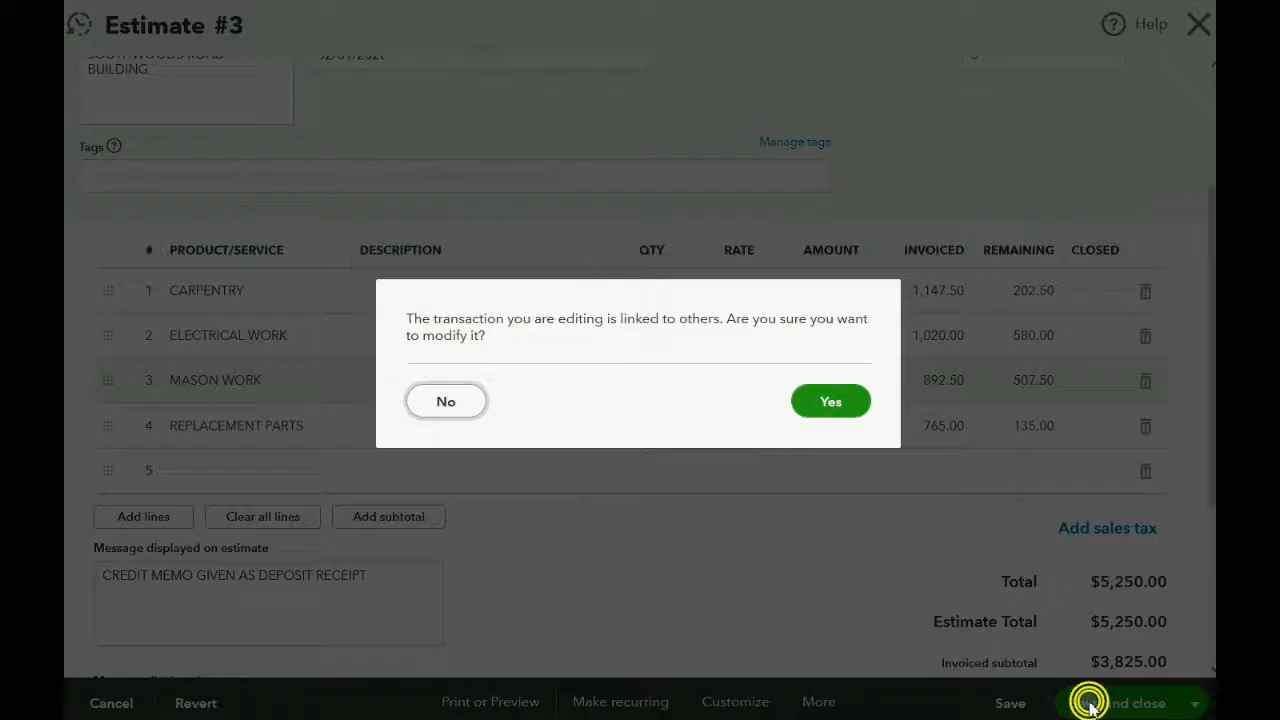 Estimate #3
Help
SOUTHWOODS ROAD
BUILDING
Tags
Manage tags
# PRODUCT/SERVICE DESCRIPTION QTY RATE AMOUNT INVOICED REMAINING CLOSED
1 CARPENTRY 1,147.50 202.50
2 ELECTRICAL WORK 1,020.00 580.00
3 MASON WORK 892.50 507.50
4 REPLACEMENT PARTS 765.00 135.00
5
The transaction you are editing is linked to others. Are you sure you want
to modify it?
No Yes
Add lines Clear all lines Add subtotal
Add sales tax
Message displayed on estimate
CREDIT MEMO GIVEN AS DEPOSIT RECEIPT
Total $5,250.00
Estimate Total $5,250.00
Invoiced subtotal $3,825.00
Cancel Revert Print or Preview Make recurring Customize More Save and close